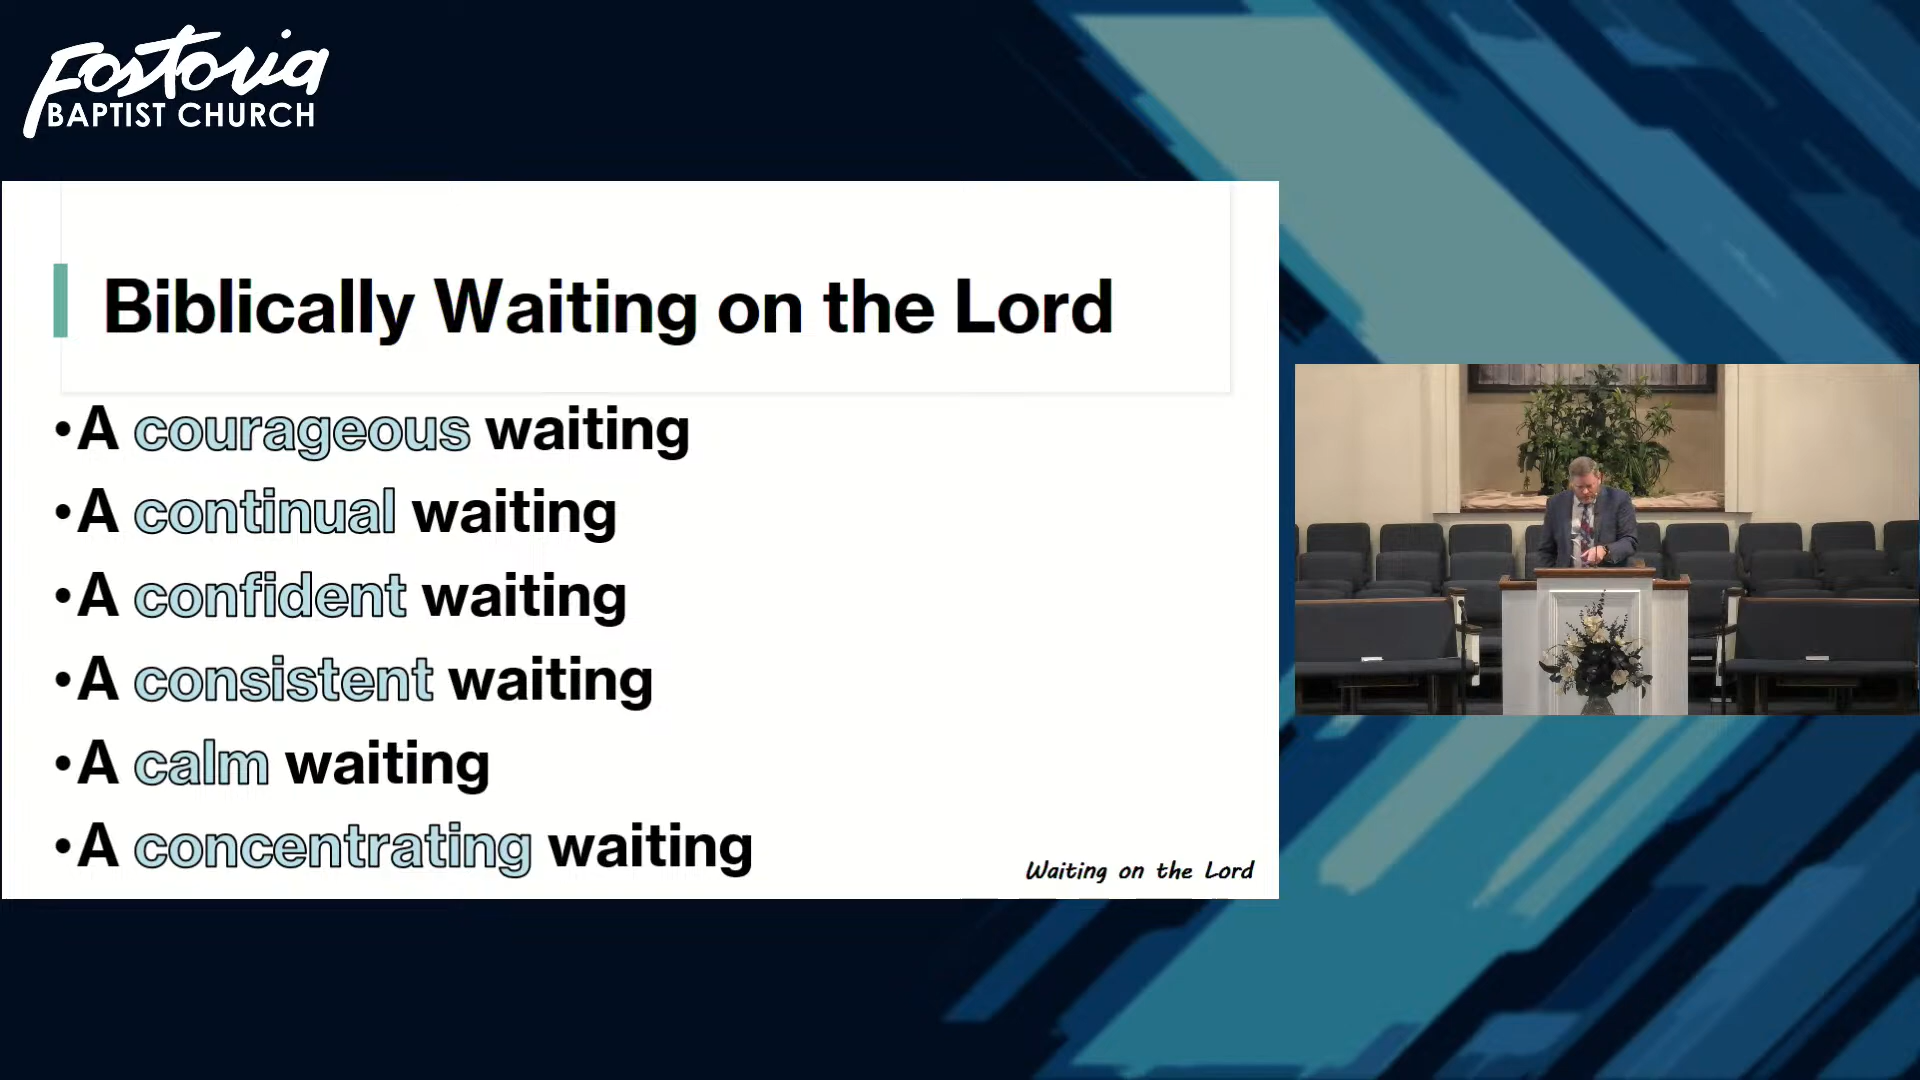 Fostoria
BAPTIST CHURCH
Biblically Waiting on the Lord
•A courageous waiting
•A continual waiting
•A confident waiting
•A consistent waiting
•A calm waiting
•A concentrating waiting
Waiting on the Lord